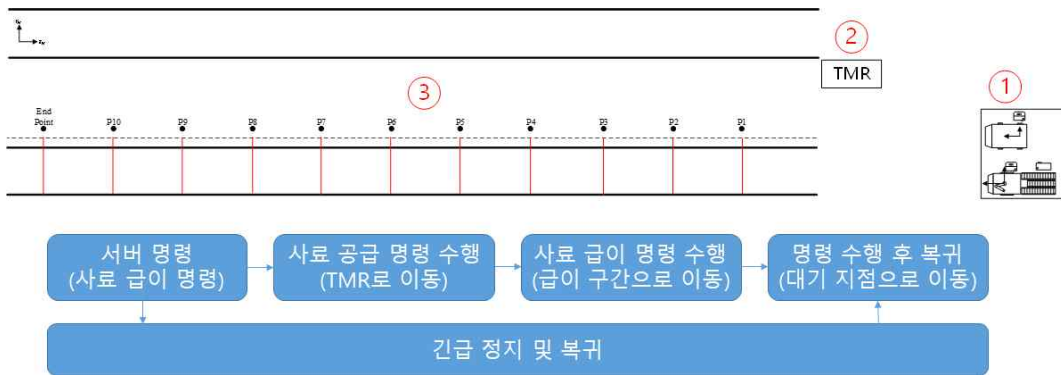 ②
TMR
①
③
End
Point
P10
P9
P8
P7
P6
P5
P4
P3
P2
P1
서버 명령
(사료 급이 명령)
사료 공급 명령 수행
(TMR로 이동)
사료 급이 명령 수행
(급이 구간으로 이동)
명령 수행 후 복귀
(대기 지점으로 이동)
긴급 정지 및 복귀